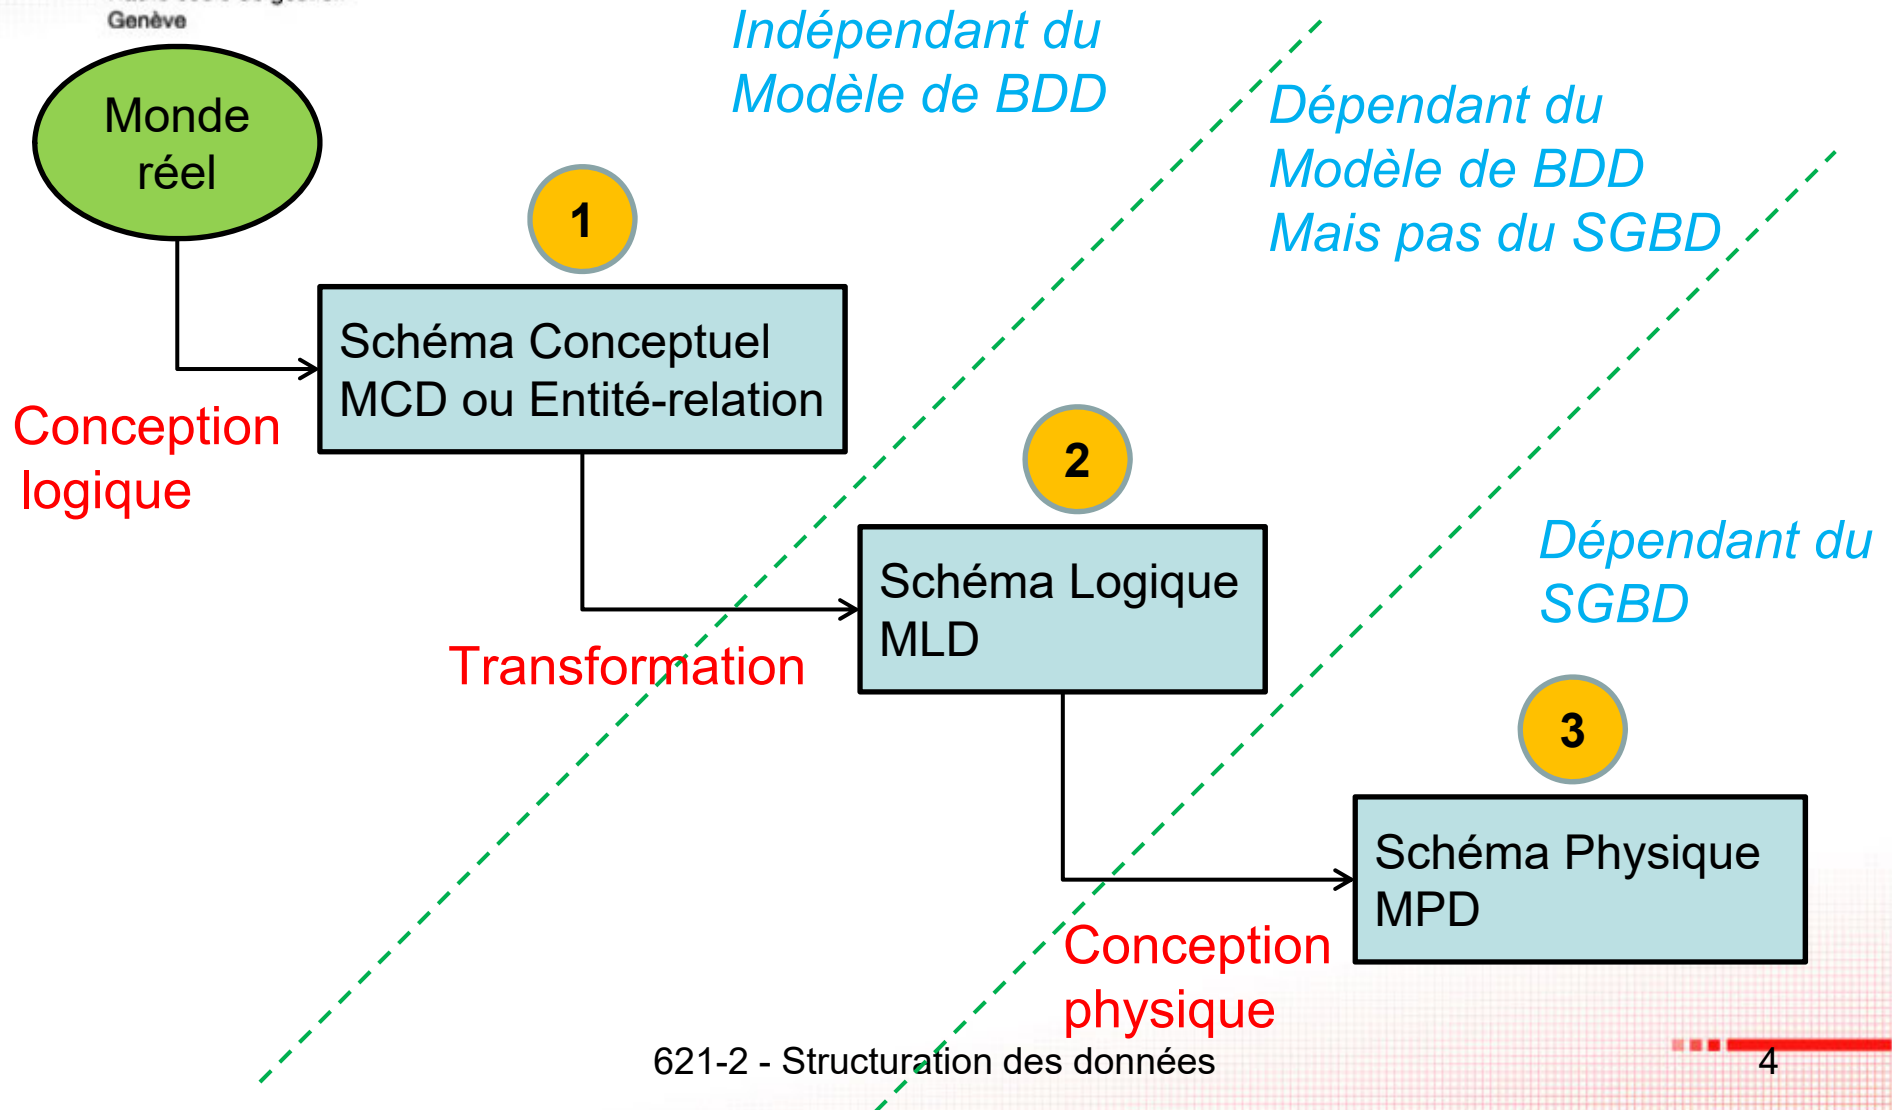 Genève
Indépendant du
Modèle de BDD
Monde
réel
Dépendant du
Modèle de BDD
Mais pas du SGBD
1
Schéma Conceptuel
MCD ou Entité-relation
Conception
logique
2
Schéma Logique
MLD
Dépendant du
SGBD
Transformation
3
Schéma Physique
MPD
Conception
physique
621-2 - Structuration des données
4